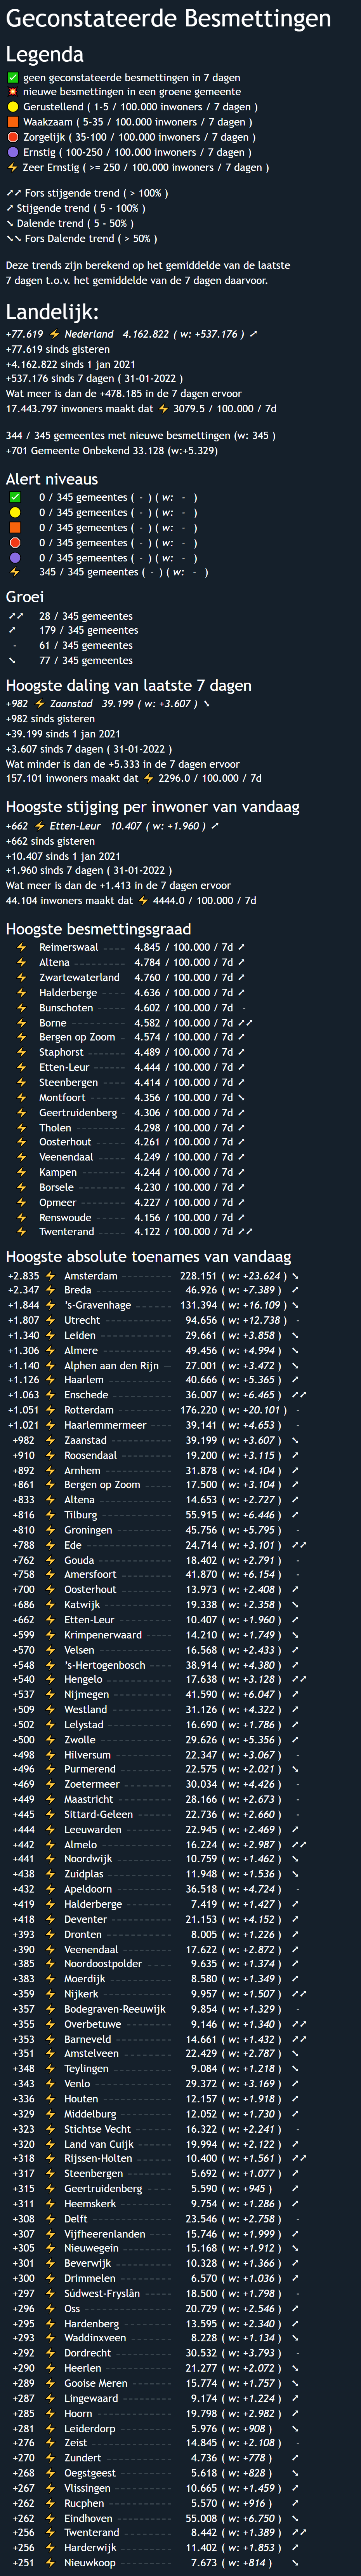 Geconstateerde Besmettingen
Legenda
✅ geen geconstateerde besmettingen in 7 dagen
nieuwe besmettingen in een groene gemeente
Gerustellend ( 1-5 / 100.000 inwoners / 7 dagen )
Waakzaam ( 5-35 / 100.000 inwoners / 7 dagen )
Zorgelijk ( 35-100 / 100.000 inwoners / 7 dagen )
Ernstig ( 100-250 / 100.000 inwoners / 7 dagen )
⚡ Zeer Ernstig ( >= 250 / 100.000 inwoners / 7 dagen )
↗↗ Fors stijgende trend ( > 100% )
↗ Stijgende trend ( 5 - 100% )
↘ Dalende trend ( 5 - 50% )
↘↘ Fors Dalende trend ( > 50% )
Deze trends zijn berekend op het gemiddelde van de laatste
7 dagen t.o.v. het gemiddelde van de 7 dagen daarvoor.
Landelijk:
+77.619 ⚡ Nederland 4.162.822 ( w: +537.176 ) ↗
+77.619 sinds gisteren
+4.162.822 sinds 1 jan 2021
+537.176 sinds 7 dagen ( 31-01-2022 )
Wat meer is dan de +478.185 in de 7 dagen ervoor
17.443.797 inwoners maakt dat ⚡ 3079.5 / 100.000 / 7d
344 / 345 gemeentes met nieuwe besmettingen (w: 345 )
+701 Gemeente Onbekend 33.128 (w:+5.329)
Alert niveaus
0 / 345 gemeentes ( - ) ( w: - )
0 / 345 gemeentes ( - ) ( w: - )
0 / 345 gemeentes ( - ) ( w: - )
0 / 345 gemeentes ( - ) ( w: - )
0 / 345 gemeentes ( - ) ( w: - )
⚡ 345 / 345 gemeentes ( - ) ( w: - )
Groei
↗↗ 28 / 345 gemeentes
↗ 179 / 345 gemeentes
- 61 / 345 gemeentes
↘ 77 / 345 gemeentes
Hoogste daling van laatste 7 dagen
+982 ⚡ Zaanstad 39.199 ( w: +3.607 ) ↘
+982 sinds gisteren
+39.199 sinds 1 jan 2021
+3.607 sinds 7 dagen ( 31-01-2022 )
Wat minder is dan de +5.333 in de 7 dagen ervoor
157.101 inwoners maakt dat ⚡ 2296.0 / 100.000 / 7d
Hoogste stijging per inwoner van vandaag
+662 ⚡ Etten-Leur 10.407 ( w: +1.960 ) ↗
+662 sinds gisteren
+10.407 sinds 1 jan 2021
+1.960 sinds 7 dagen ( 31-01-2022 )
Wat meer is dan de +1.413 in de 7 dagen ervoor
44.104 inwoners maakt dat ⚡ 4444.0 / 100.000 / 7d
Hoogste besmettingsgraad
⚡ Reimerswaal 4.845 / 100.000 / 7d ↗
⚡ Altena 4.784 / 100.000 / 7d ↗
⚡ Zwartewaterland 4.760 / 100.000 / 7d ↗
⚡ Halderberge 4.636 / 100.000 / 7d ↗
⚡ Bunschoten 4.602 / 100.000 / 7d -
⚡ Borne 4.582 / 100.000 / 7d ↗↗
⚡ Bergen op Zoom 4.574 / 100.000 / 7d ↗
⚡ Staphorst 4.489 / 100.000 / 7d ↗
⚡ Etten-Leur 4.444 / 100.000 / 7d ↗
⚡ Steenbergen 4.414 / 100.000 / 7d ↗
⚡ Montfoort 4.356 / 100.000 / 7d ↘
⚡ Geertruidenberg 4.306 / 100.000 / 7d ↗
⚡ Tholen 4.298 / 100.000 / 7d ↗
⚡ Oosterhout 4.261 / 100.000 / 7d ↗
⚡ Veenendaal 4.249 / 100.000 / 7d ↗
⚡ Kampen 4.244 / 100.000 / 7d ↗
⚡ Borsele 4.230 / 100.000 / 7d ↗
⚡ Opmeer 4.227 / 100.000 / 7d ↗
⚡ Renswoude 4.156 / 100.000 / 7d ↗
⚡ Twenterand 4.122 / 100.000 / 7d ↗↗
Hoogste absolute toenames van vandaag
+2.835 ⚡ Amsterdam 228.151 ( w: +23.624 ) ↘
+2.347 ⚡ Breda 46.926 ( w: +7.389 ) ↗
+1.844 ⚡ 's-Gravenhage 131.394 ( w: +16.109 ) ↘
+1.807 ⚡ Utrecht 94.656 ( w: +12.738 ) -
+1.340 ⚡ Leiden 29.661 ( w: +3.858 ) ↘
+1.306 ⚡ Almere 49.456 ( w: +4.994 ) ↘
+1.140 ⚡ Alphen aan den Rijn 27.001 ( w: +3.472 ) ↘
+1.126 ⚡ Haarlem 40.666 ( w: +5.365 ) ↗
+1.063 ⚡ Enschede 36.007 ( w: +6.465 ) ↗↗
+1.051 ⚡ Rotterdam 176.220 ( w: +20.101 ) -
+1.021 ⚡ Haarlemmermeer 39.141 ( w: +4.653 ) -
+982 ⚡ Zaanstad 39.199 ( w: +3.607 ) ↘
+910 ⚡ Roosendaal 19.200 ( w: +3.115 ) ↗
+892 ⚡ Arnhem 31.878 ( w: +4.104 ) ↗
+861 ⚡ Bergen op Zoom 17.500 ( w: +3.104 ) ↗
+833 ⚡ Altena 14.653 ( w: +2.727 ) ↗
+816 ⚡ Tilburg 55.915 ( w: +6.446 ) ↗
+810 ⚡ Groningen 45.756 ( w: +5.795 ) -
+788 ⚡ Ede 24.714 ( w: +3.101 ) ↗↗
+762 ⚡ Gouda 18.402 ( w: +2.791 ) -
+758 ⚡ Amersfoort 41.870 ( w: +6.154 ) -
+700 ⚡ Oosterhout 13.973 ( w: +2.408 ) ↗
+686 ⚡ Katwijk 19.338 ( w: +2.358 ) ↘
+662 ⚡ Etten-Leur 10.407 ( w: +1.960 ) ↗
+599 ⚡ Krimpenerwaard 14.210 ( w: +1.749 ) ↘
+570 ⚡ Velsen 16.568 ( w: +2.433 ) ↗
+548 ⚡ 's-Hertogenbosch 38.914 ( w: +4.380 ) ↗
+540 ⚡ Hengelo 17.638 ( w: +3.128 ) ↗↗
+537 ⚡ Nijmegen 41.590 ( w: +6.047 ) ↗
+509 ⚡ Westland 31.126 ( w: +4.322 ) ↗
+502 ⚡ Lelystad 16.690 ( w: +1.786 ) ↗
+500 ⚡ Zwolle 29.626 ( w: +5.356 ) ↗
+498 ⚡ Hilversum 22.347 ( w: +3.067 ) -
+496 ⚡ Purmerend 22.575 ( w: +2.021 ) ↘
+469 ⚡ Zoetermeer 30.034 ( w: +4.426 ) -
+449 ⚡ Maastricht 28.166 ( w: +2.673 ) -
+445 ⚡ Sittard-Geleen 22.736 ( w: +2.660 ) -
+444 ⚡ Leeuwarden 22.945 ( w: +2.469 ) ↗
+442 ⚡ Almelo 16.224 ( w: +2.987 ) ↗↗
+441 ⚡ Noordwijk 10.759 ( w: +1.462 ) ↘
+438 ⚡ Zuidplas 11.948 ( w: +1.536 ) ↘
+432 ⚡ Apeldoorn 36.518 ( w: +4.724 ) -
+419 ⚡ Halderberge 7.419 ( w: +1.427 ) ↗
+418 ⚡ Deventer 21.153 ( w: +4.152 ) ↗
+393 ⚡ Dronten 8.005 ( w: +1.226 ) ↗
+390 ⚡ Veenendaal 17.622 ( w: +2.872 ) ↗
+385 ⚡ Noordoostpolder 9.635 ( w: +1.374 ) ↗
+383 ⚡ Moerdijk 8.580 ( w: +1.349 ) ↗
+359 ⚡ Nijkerk 9.957 ( w: +1.507 ) ↗↗
+357 ⚡ Bodegraven-Reeuwijk 9.854 ( w: +1.329 ) -
+355 ⚡ Overbetuwe 9.146 ( w: +1.340 ) ↗↗
+353 ⚡ Barneveld 14.661 ( w: +1.432 ) ↗↗
+351 ⚡ Amstelveen 22.429 ( w: +2.787 ) ↘
+348 ⚡ Teylingen 9.084 ( w: +1.218 ) ↘
+343 ⚡ Venlo 29.372 ( w: +3.169 ) ↗
+336 ⚡ Houten 12.157 ( w: +1.918 ) ↗
+329 ⚡ Middelburg 12.052 ( w: +1.730 ) ↗
+323 ⚡ Stichtse Vecht 16.322 ( w: +2.241 ) -
+320 ⚡ Land van Cuijk 19.994 ( w: +2.122 ) ↗
+318 ⚡ Rijssen-Holten 10.400 ( w: +1.561 ) ↗↗
+317 ⚡ Steenbergen 5.692 ( w: +1.077 ) ↗
+315 ⚡ Geertruidenberg 5.590 ( w: +945 ) ↗
+311 ⚡ Heemskerk 9.754 ( w: +1.286 ) ↗
+308 ⚡ Delft 23.546 ( w: +2.758 ) -
+307 ⚡ Vijfheerenlanden 15.746 ( w: +1.999 ) ↗
+305 ⚡ Nieuwegein 15.168 ( w: +1.912 ) ↘
+301 ⚡ Beverwijk 10.328 ( w: +1.366 ) ↗
+300 ⚡ Drimmelen 6.570 ( w: +1.036 ) ↗
+297 ⚡ Súdwest-Fryslân 18.500 ( w: +1.798 ) -
+296 ⚡ Oss 20.729 ( w: +2.546 ) ↗
+295 ⚡ Hardenberg 13.595 ( w: +2.340 ) ↗
+293 ⚡ Waddinxveen 8.228 ( w: +1.134 ) ↘
+292 ⚡ Dordrecht 30.532 ( w: +3.793 ) -
+290 ⚡ Heerlen 21.277 ( w: +2.072 ) ↘
+289 ⚡ Gooise Meren 15.774 ( w: +1.757 ) ↘
+287 ⚡ Lingewaard 9.174 ( w: +1.224 ) ↗
+285 ⚡ Hoorn 19.798 ( w: +2.982 ) ↗
+281 ⚡ Leiderdorp 5.976 ( w: +908 ) ↘
+276 ⚡ Zeist 14.845 ( w: +2.108 ) -
+270 ⚡ Zundert 4.736 ( w: +778 ) ↗
+268 ⚡ Oegstgeest 5.618 ( w: +828 ) ↘
+267 ⚡ Vlissingen 10.665 ( w: +1.459 ) ↗
+262 ⚡ Rucphen 5.570 ( w: +916 ) ↗
+262 ⚡ Eindhoven 55.008 ( w: +6.750 ) ↘
+256 ⚡ Twenterand 8.442 ( w: +1.389 ) ↗↗
+256 ⚡ Harderwijk 11.402 ( w: +1.853 ) ↗
+251 ⚡ Nieuwkoop 7.673 ( w: +814 ) ↘